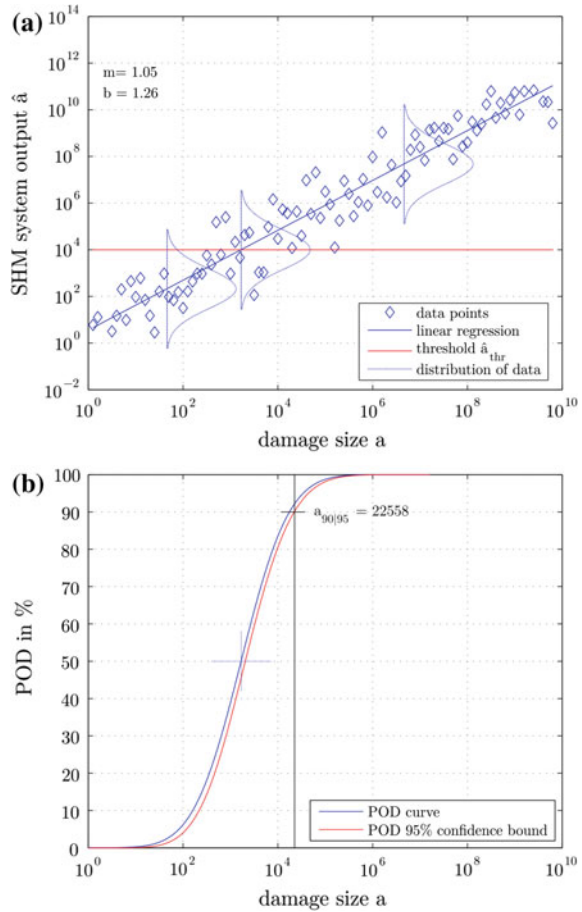 (a)
10^14
10^12
10^10
10^8
10^6
10^4
10^2
10^0
10^−2
SHM system output â
m= 1.05
b = 1.26
data points
linear regression
threshold â_thr
distribution of data
10^0 10^2 10^4 10^6 10^8 10^10
damage size a
(b)
100
90
80
70
60
50
40
30
20
10
0
POD in %
a_90|95 = 22558
POD curve
POD 95% confidence bound
10^0 10^2 10^4 10^6 10^8 10^10
damage size a